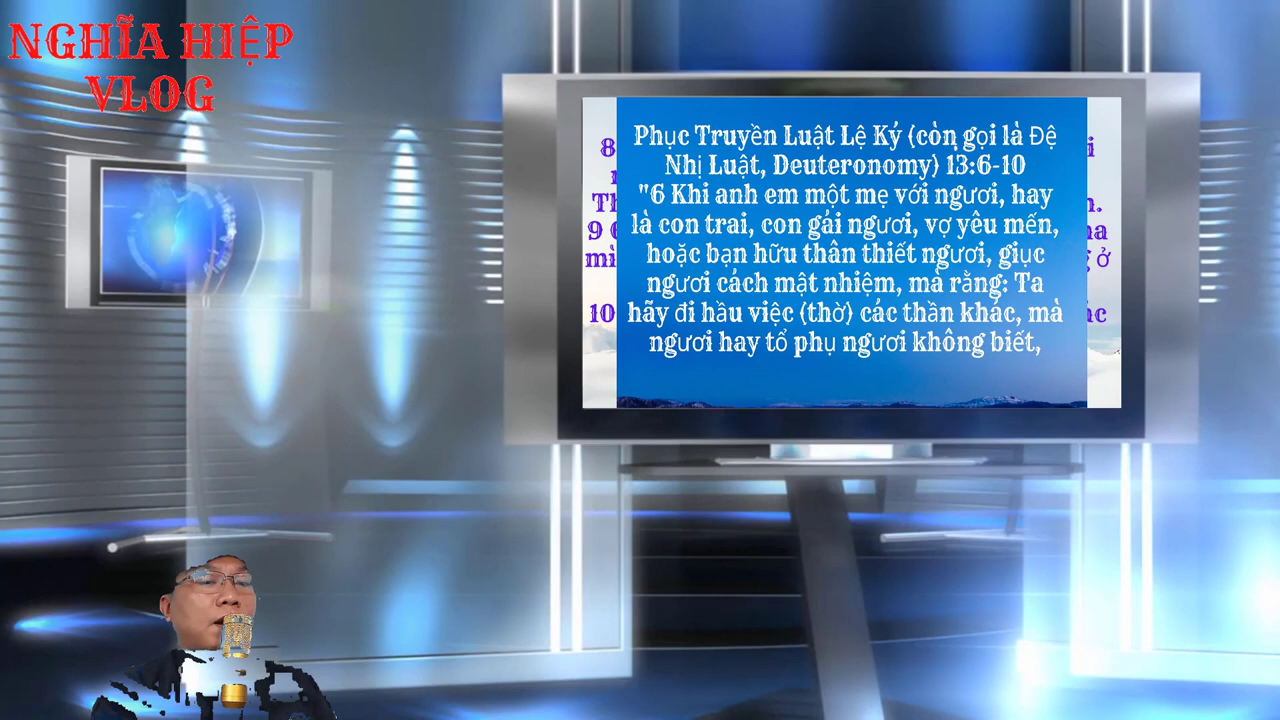 NGHĨA HIỆP
VLOG
Phục Truyền Luật Lệ Ký (còn gọi là Đệ
Nhị Luật, Deuteronomy) 13:6-10
"6 Khi anh em một mẹ với ngươi, hay
là con trai, con gái ngươi, vợ yêu mến,
hoặc bạn hữu thân thiết ngươi, giục
ngươi cách mật nhiệm, mà rằng: Ta
hãy đi hầu việc (thờ) các thần khác, mà
ngươi hay tổ phụ ngươi không biết,
8
9
10